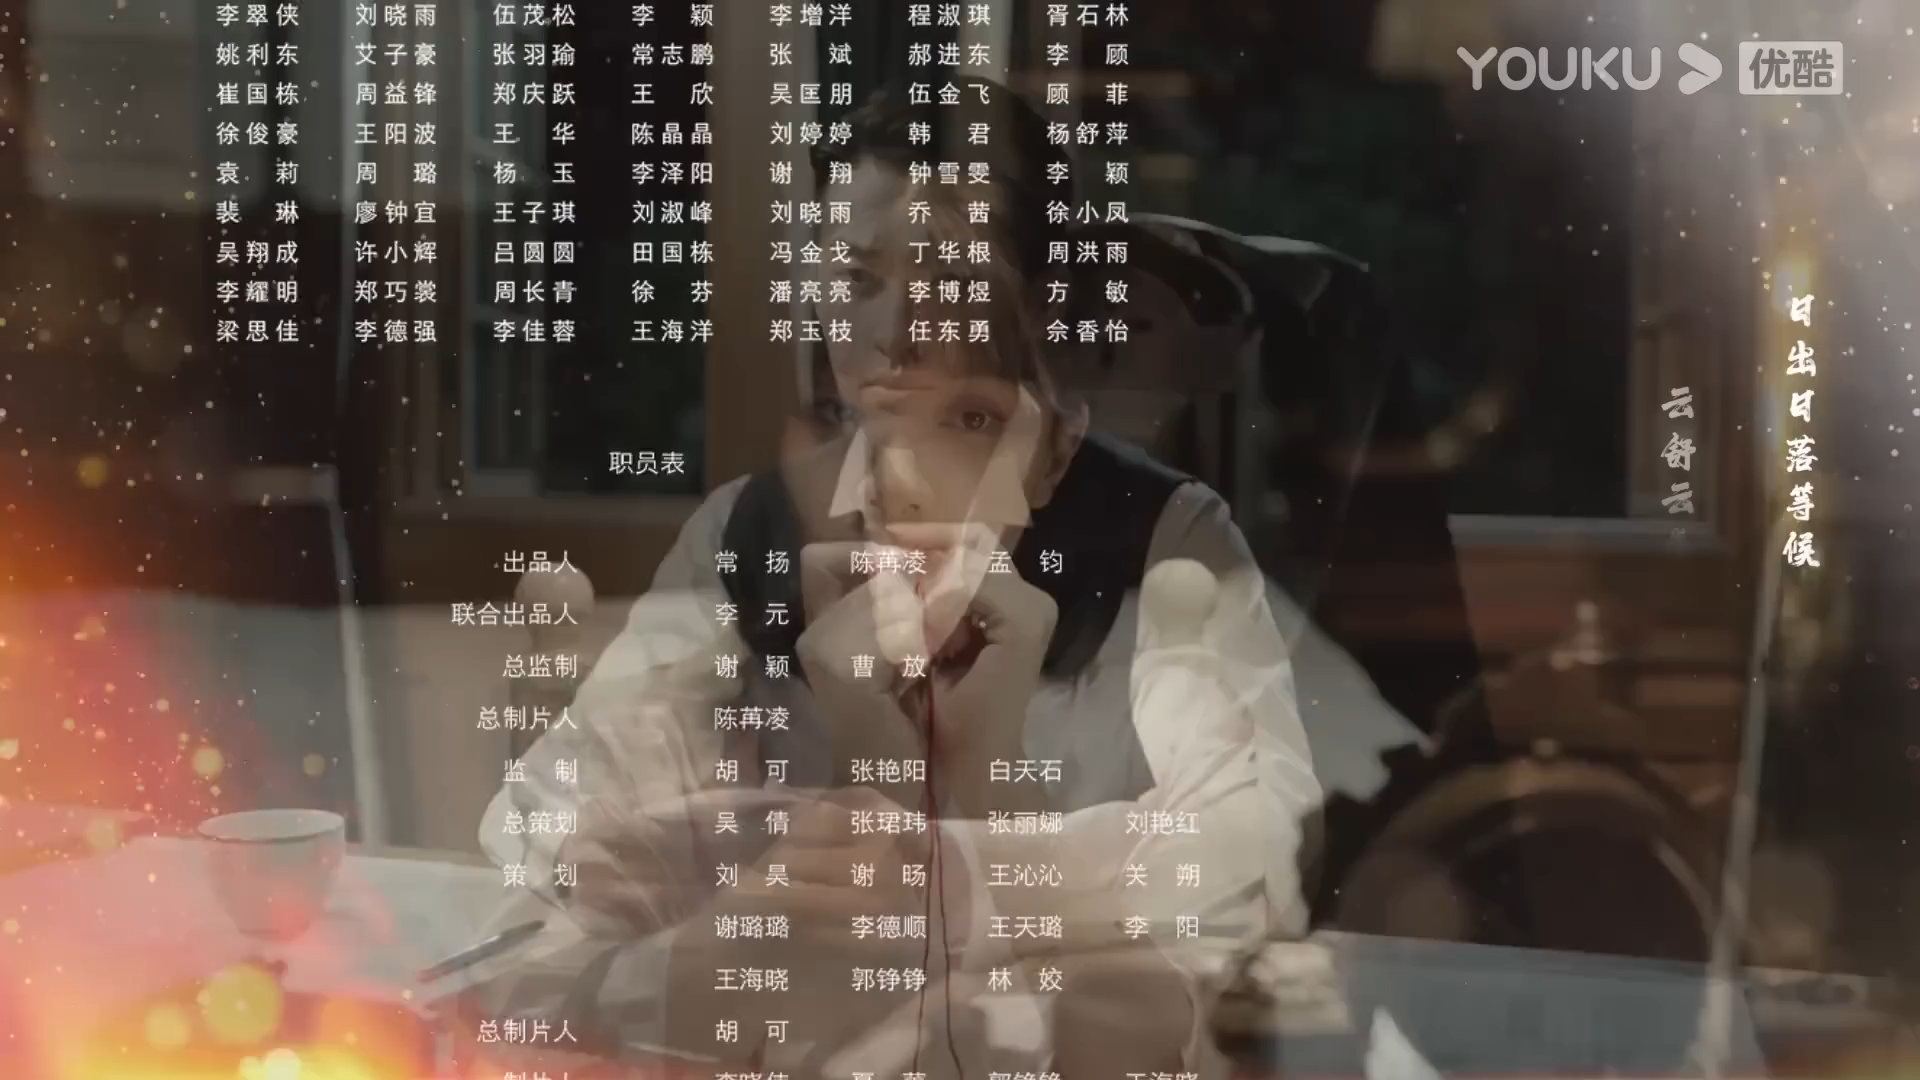 李翠侠 刘晓雨 伍茂松 李颖 李增洋 程淑琪 胥石林
姚利东 艾子豪 张羽瑜 常志鹏 张斌 郝进东 李顾
崔国栋 周益锋 郑庆跃 王欣 吴匡朋 伍金飞 顾菲
徐俊豪 王阳波 王华 陈晶晶 刘婷婷 韩君 杨舒萍
袁莉 周璐 杨玉 李泽阳 谢翔 钟雪雯 李颖
裴琳 廖钟宜 王子琪 刘淑峰 刘晓雨 乔茜 徐小凤
吴翔成 许小辉 吕圆圆 田国栋 冯金戈 丁华根 周洪雨
李耀明 郑巧裳 周长青 徐芬 潘亮亮 李博煜 方敏
梁思佳 李德强 李佳蓉 王海洋 郑玉枝 任东勇 佘香怡
职员表
出品人 常扬 陈苒凌 孟钧
联合出品人 李元
总监制 谢颖 曹放
总制片人 陈苒凌
监制 胡可 张艳阳 白天石
总策划 吴倩 张珺玮 张丽娜 刘艳红
策划 刘昊 谢旸 王沁沁 关朔
谢璐璐 李德顺 王天璐 李阳
王海晓 郭铮铮 林姣
总制片人 胡可
制片人 郭铮铮 王海晓
YOUKU 优酷
日出日落等候
云舒云